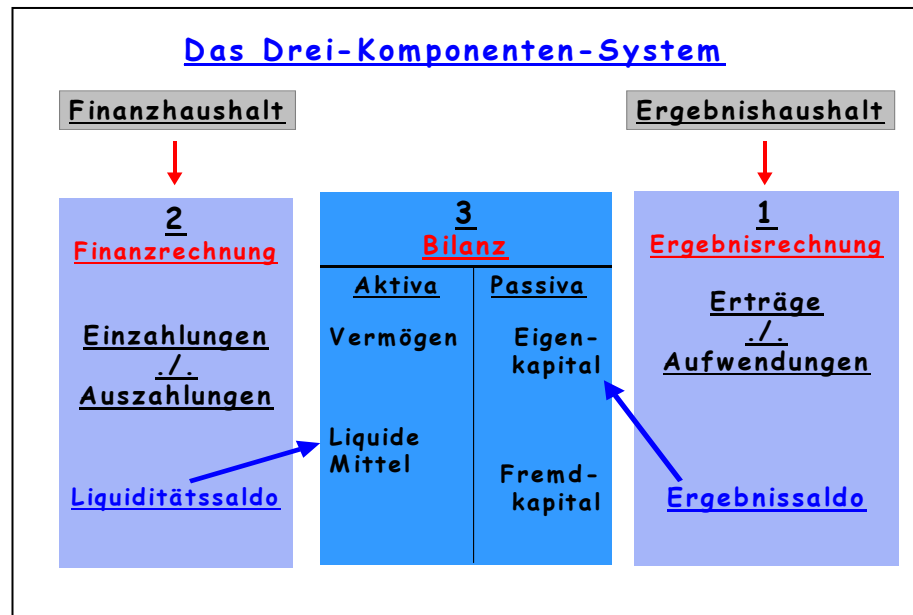 Das Drei-Komponenten-System
Finanzhaushalt
Ergebnishaushalt
2
Finanzrechnung
Einzahlungen
./.
Auszahlungen
Liquiditätssaldo
3
Bilanz
Aktiva
Passiva
Vermögen
Eigen-
kapital
Liquide
Mittel
Fremd-
kapital
1
Ergebnisrechnung
Erträge
./.
Aufwendungen
Ergebnissaldo